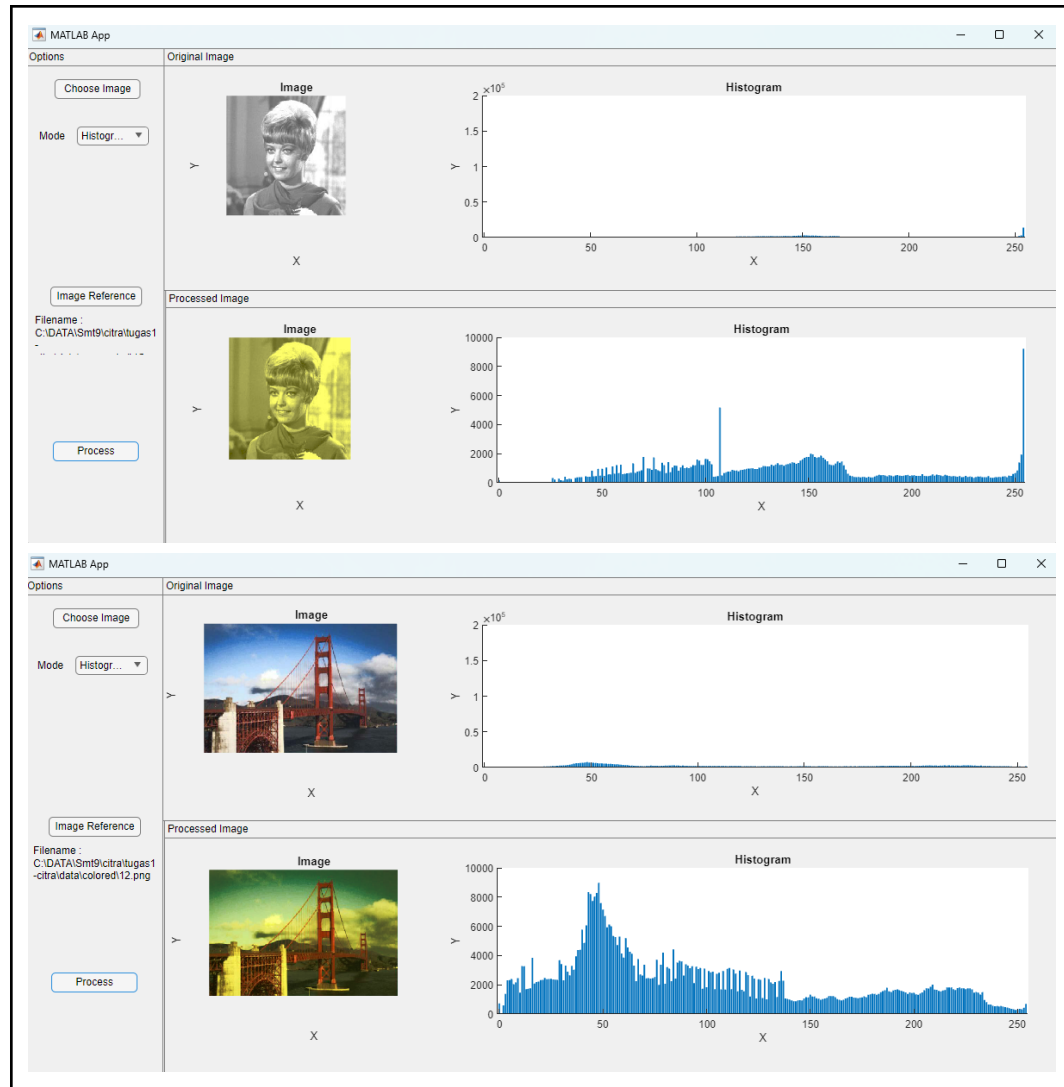 MATLAB App
Options
Original Image
Choose Image
Mode
Histogr...
Image
Y
X
Histogram
×10⁵
2
1.5
1
0.5
0
Y
0 50 100 150 200 250
X
Image Reference
Filename :
C:\DATA\Smt9\citra\tugas1
-
Process
Processed Image
Image
Y
X
Histogram
10000
8000
6000
4000
2000
0
Y
0 50 100 150 200 250
X
MATLAB App
Options
Original Image
Choose Image
Mode
Histogr...
Image
Y
X
Histogram
×10⁵
2
1.5
1
0.5
0
Y
0 50 100 150 200 250
X
Image Reference
Filename :
C:\DATA\Smt9\citra\tugas1
-citra\data\colored\12.png
Process
Processed Image
Image
Y
X
Histogram
10000
8000
6000
4000
2000
0
Y
0 50 100 150 200 250
X